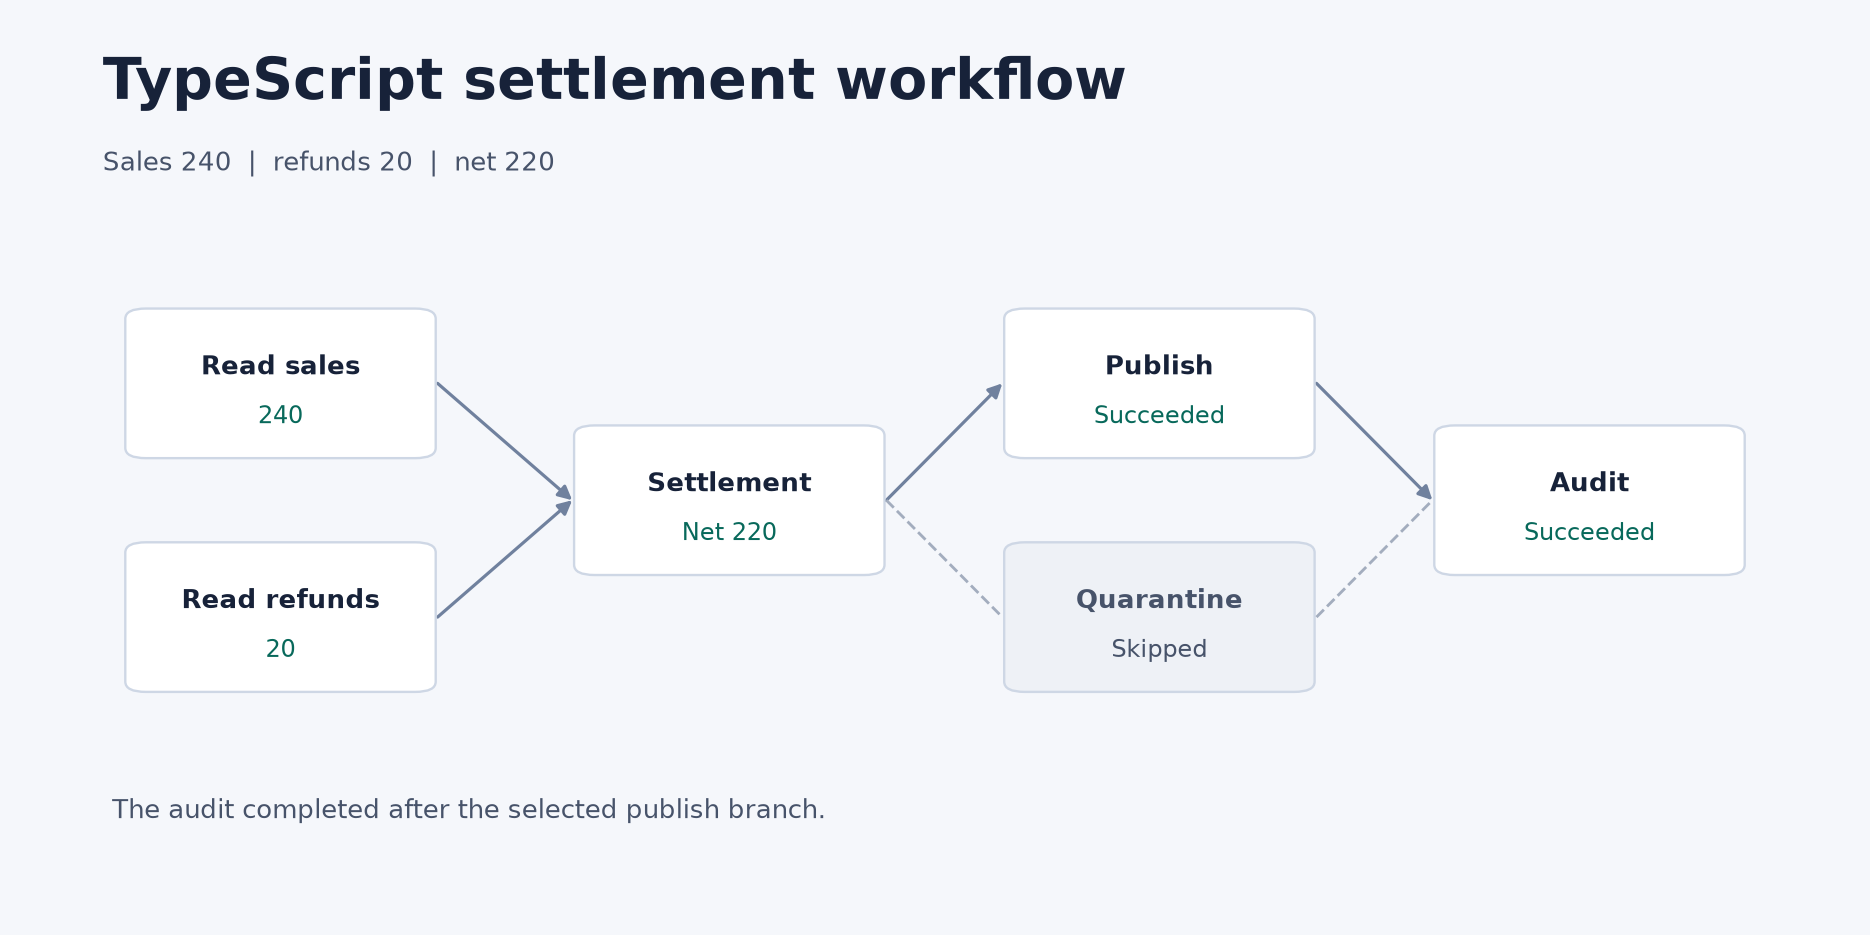 TypeScript settlement workflow
Sales 240 | refunds 20 | net 220
Read sales
240
Read refunds
20
Settlement
Net 220
Publish
Succeeded
Quarantine
Skipped
Audit
Succeeded
The audit completed after the selected publish branch.